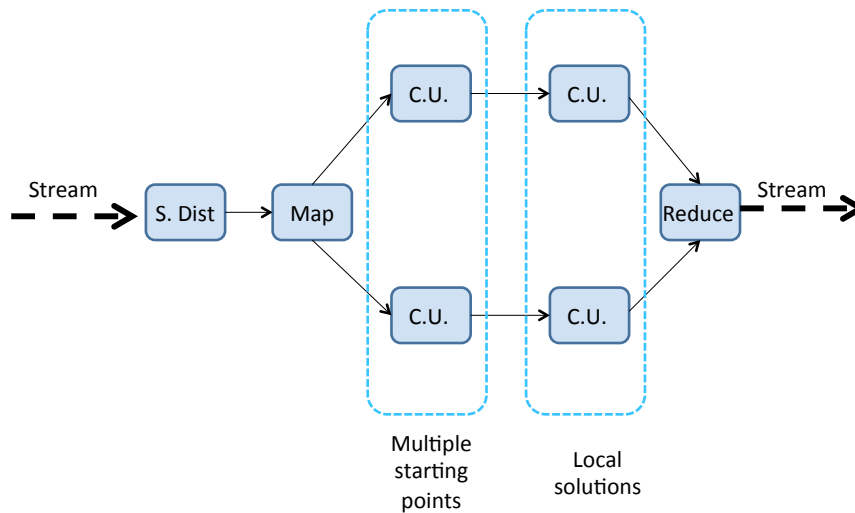 C.U.
C.U.
Stream
S. Dist
Map
Reduce
Stream
C.U.
C.U.
Multiple
starting
points
Local
solutions